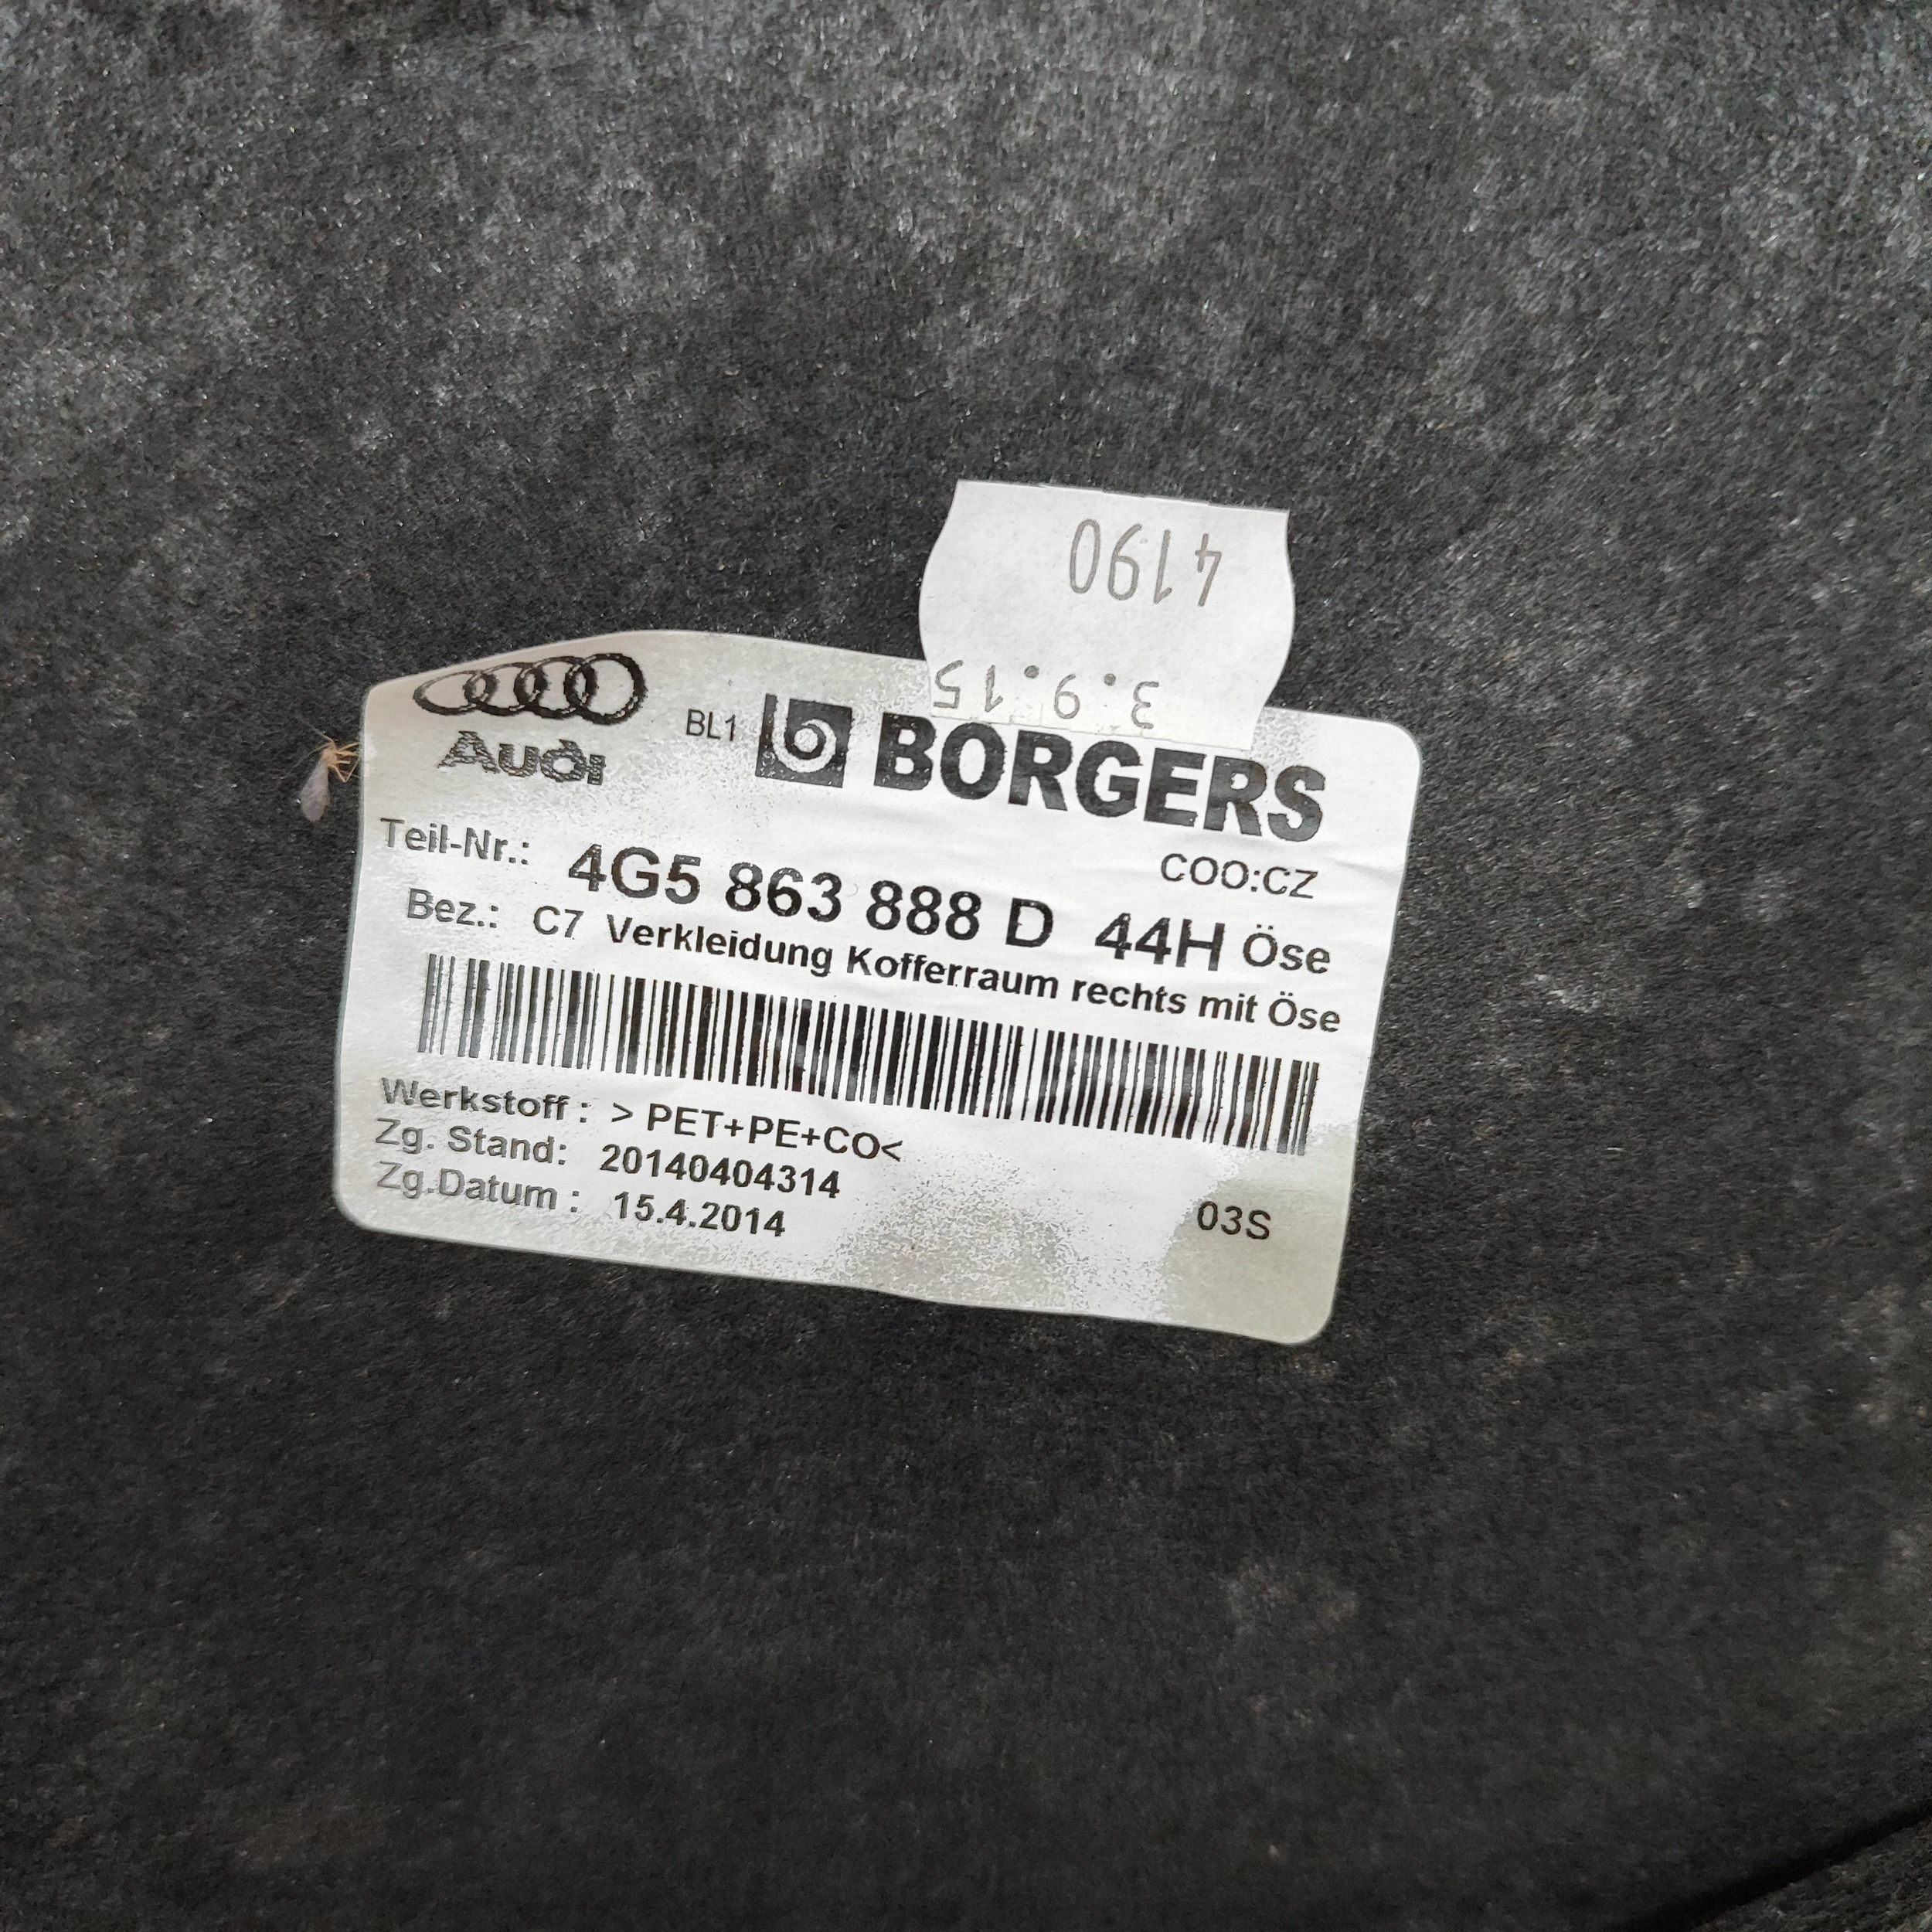 4190
3.9.15
Audi
BL1 BORGERS
COO:CZ
Teil-Nr.: 4G5 863 888 D 44H Öse
Bez.: C7 Verkleidung Kofferraum rechts mit Öse
Werkstoff : > PET+PE+CO<
Zg. Stand: 20140404314
Zg.Datum : 15.4.2014
03S